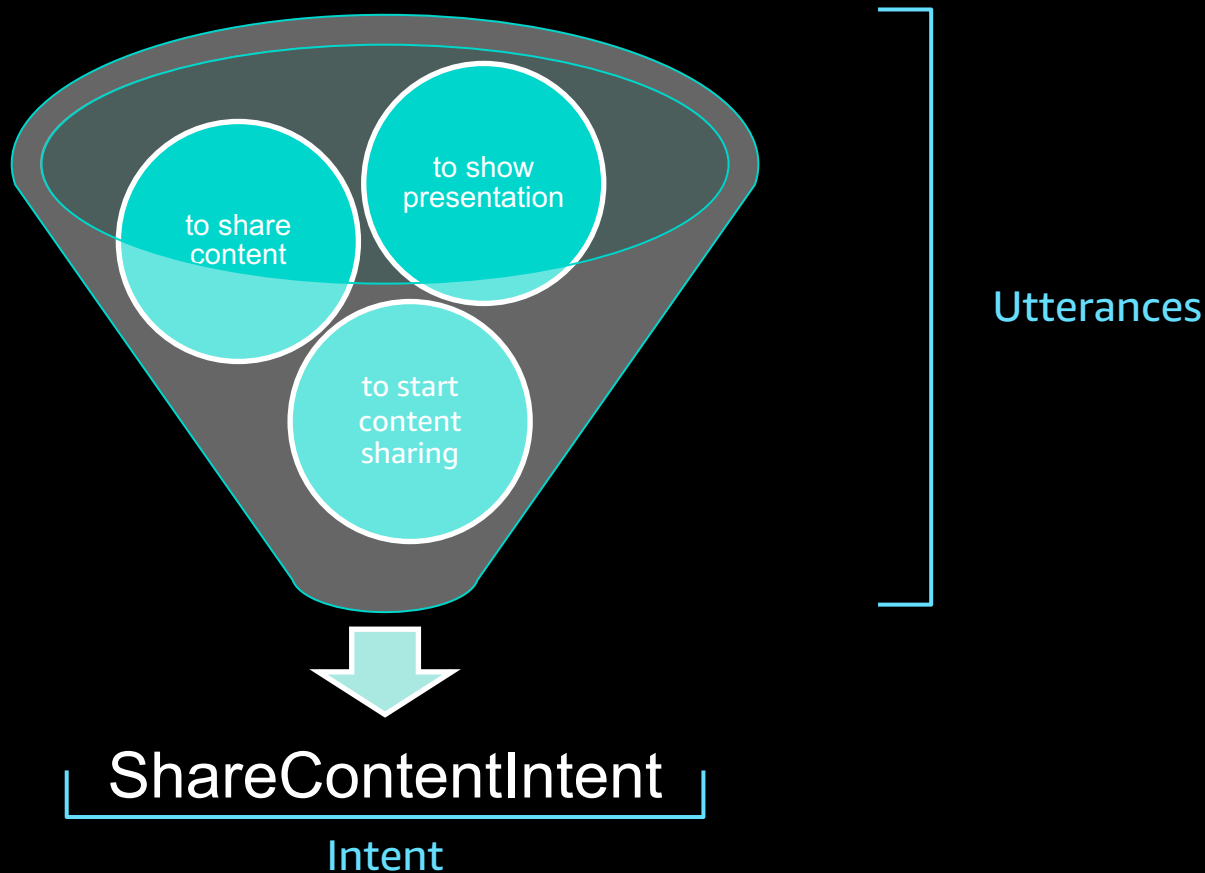 to show
presentation
to share
content
to start
content
sharing
Utterances
ShareContentIntent
Intent